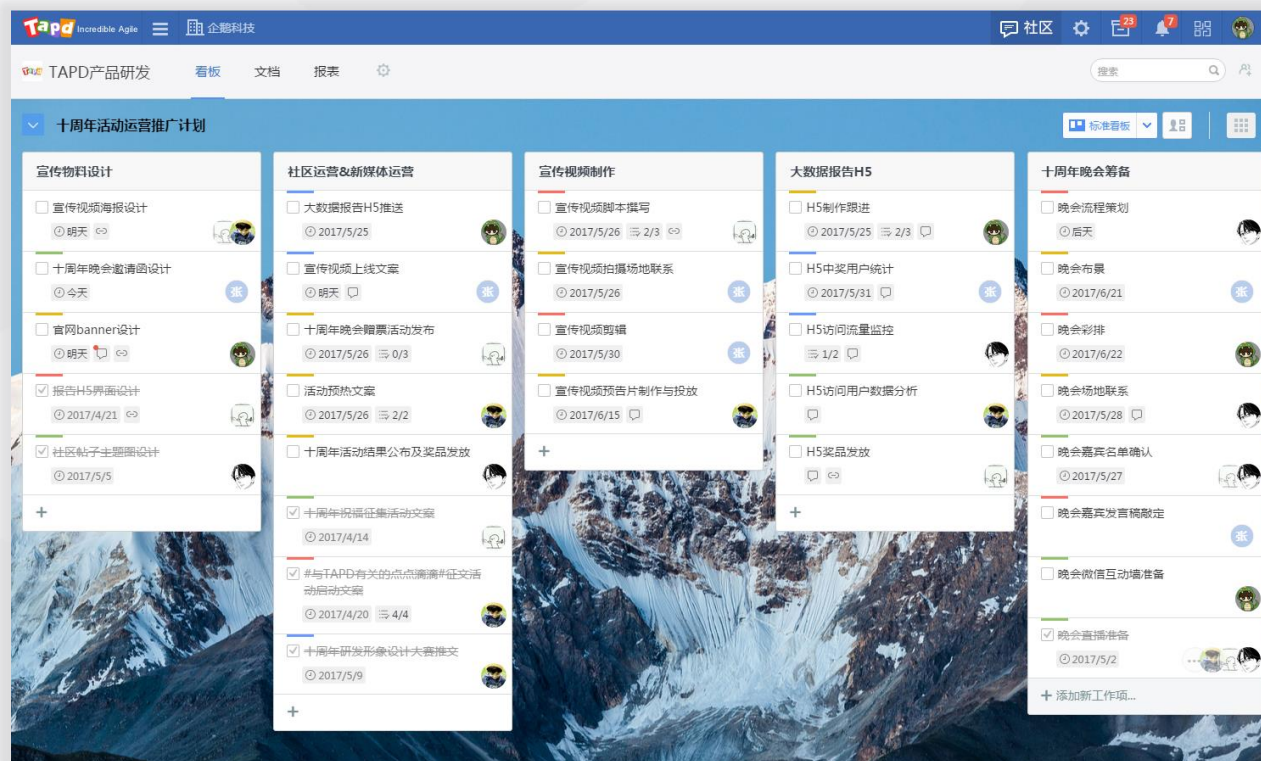 Tapd Incredible Agile 企鹅科技 社区 23 7
TAPD产品研发 看板 文档 报表 搜索
十周年活动运营推广计划 标准看板
宣传物料设计
宣传视频海报设计
明天
十周年晚会邀请函设计
今天 张
官网banner设计
明天
报告H5界面设计
2017/4/21
社区帖子主题图设计
2017/5/5
+
社区运营&新媒体运营
大数据报告H5推送
2017/5/25
宣传视频上线文案
明天 张
十周年晚会赠票活动发布
2017/5/26 0/3
活动预热文案
2017/5/26 2/2
十周年活动结果公布及奖品发放
十周年祝福征集活动文案
2017/4/14
#与TAPD有关的点点滴滴#征文活
动启动文案
2017/4/20 4/4
十周年研发形象设计大赛推文
2017/5/9
+
宣传视频制作
宣传视频脚本撰写
2017/5/26 2/3
宣传视频拍摄场地联系
2017/5/26 张
宣传视频剪辑
2017/5/30 张
宣传视频预告片制作与投放
2017/6/15
+
大数据报告H5
H5制作跟进
2017/5/25 2/3
H5中奖用户统计
2017/5/31 张
H5访问流量监控
1/2
H5访问用户数据分析
H5奖品发放
+
十周年晚会筹备
晚会流程策划
后天
晚会布景
2017/6/21 张
晚会彩排
2017/6/22
晚会场地联系
2017/5/28
晚会嘉宾名单确认
2017/5/27
晚会嘉宾发言稿敲定
张
晚会微信互动墙准备
晚会直播准备
2017/5/2
+ 添加新工作项...